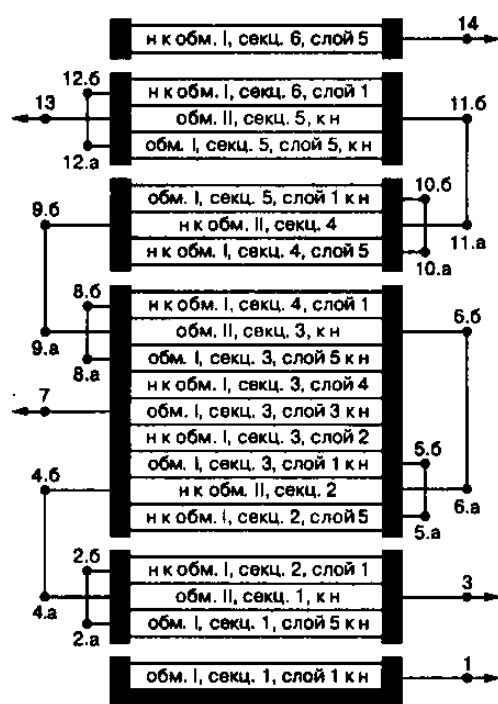 14
н к обм. I, секц. 6, слой 5
12.б
н к обм. I, секц. 6, слой 1
13
обм. II, секц. 5, к н
11.б
обм. I, секц. 5, слой 5, к н
12.а
обм. I, секц. 5, слой 1 к н
10.б
9.б
н к обм. II, секц. 4
11.а
н к обм. I, секц. 4, слой 5
10.а
8.б
н к обм. I, секц. 4, слой 1
обм. II, секц. 3, к н
6.б
9.а
обм. I, секц. 3, слой 5 к н
8.а
н к обм. I, секц. 3, слой 4
7
обм. I, секц. 3, слой 3 к н
н к обм. I, секц. 3, слой 2
5.б
4.б
обм. I, секц. 3, слой 1 к н
н к обм. II, секц. 2
6.а
н к обм. I, секц. 2, слой 5
5.а
2.б
н к обм. I, секц. 2, слой 1
3
4.а
обм. II, секц. 1, к н
обм. I, секц. 1, слой 5 к н
2.а
1
обм. I, секц. 1, слой 1 к н